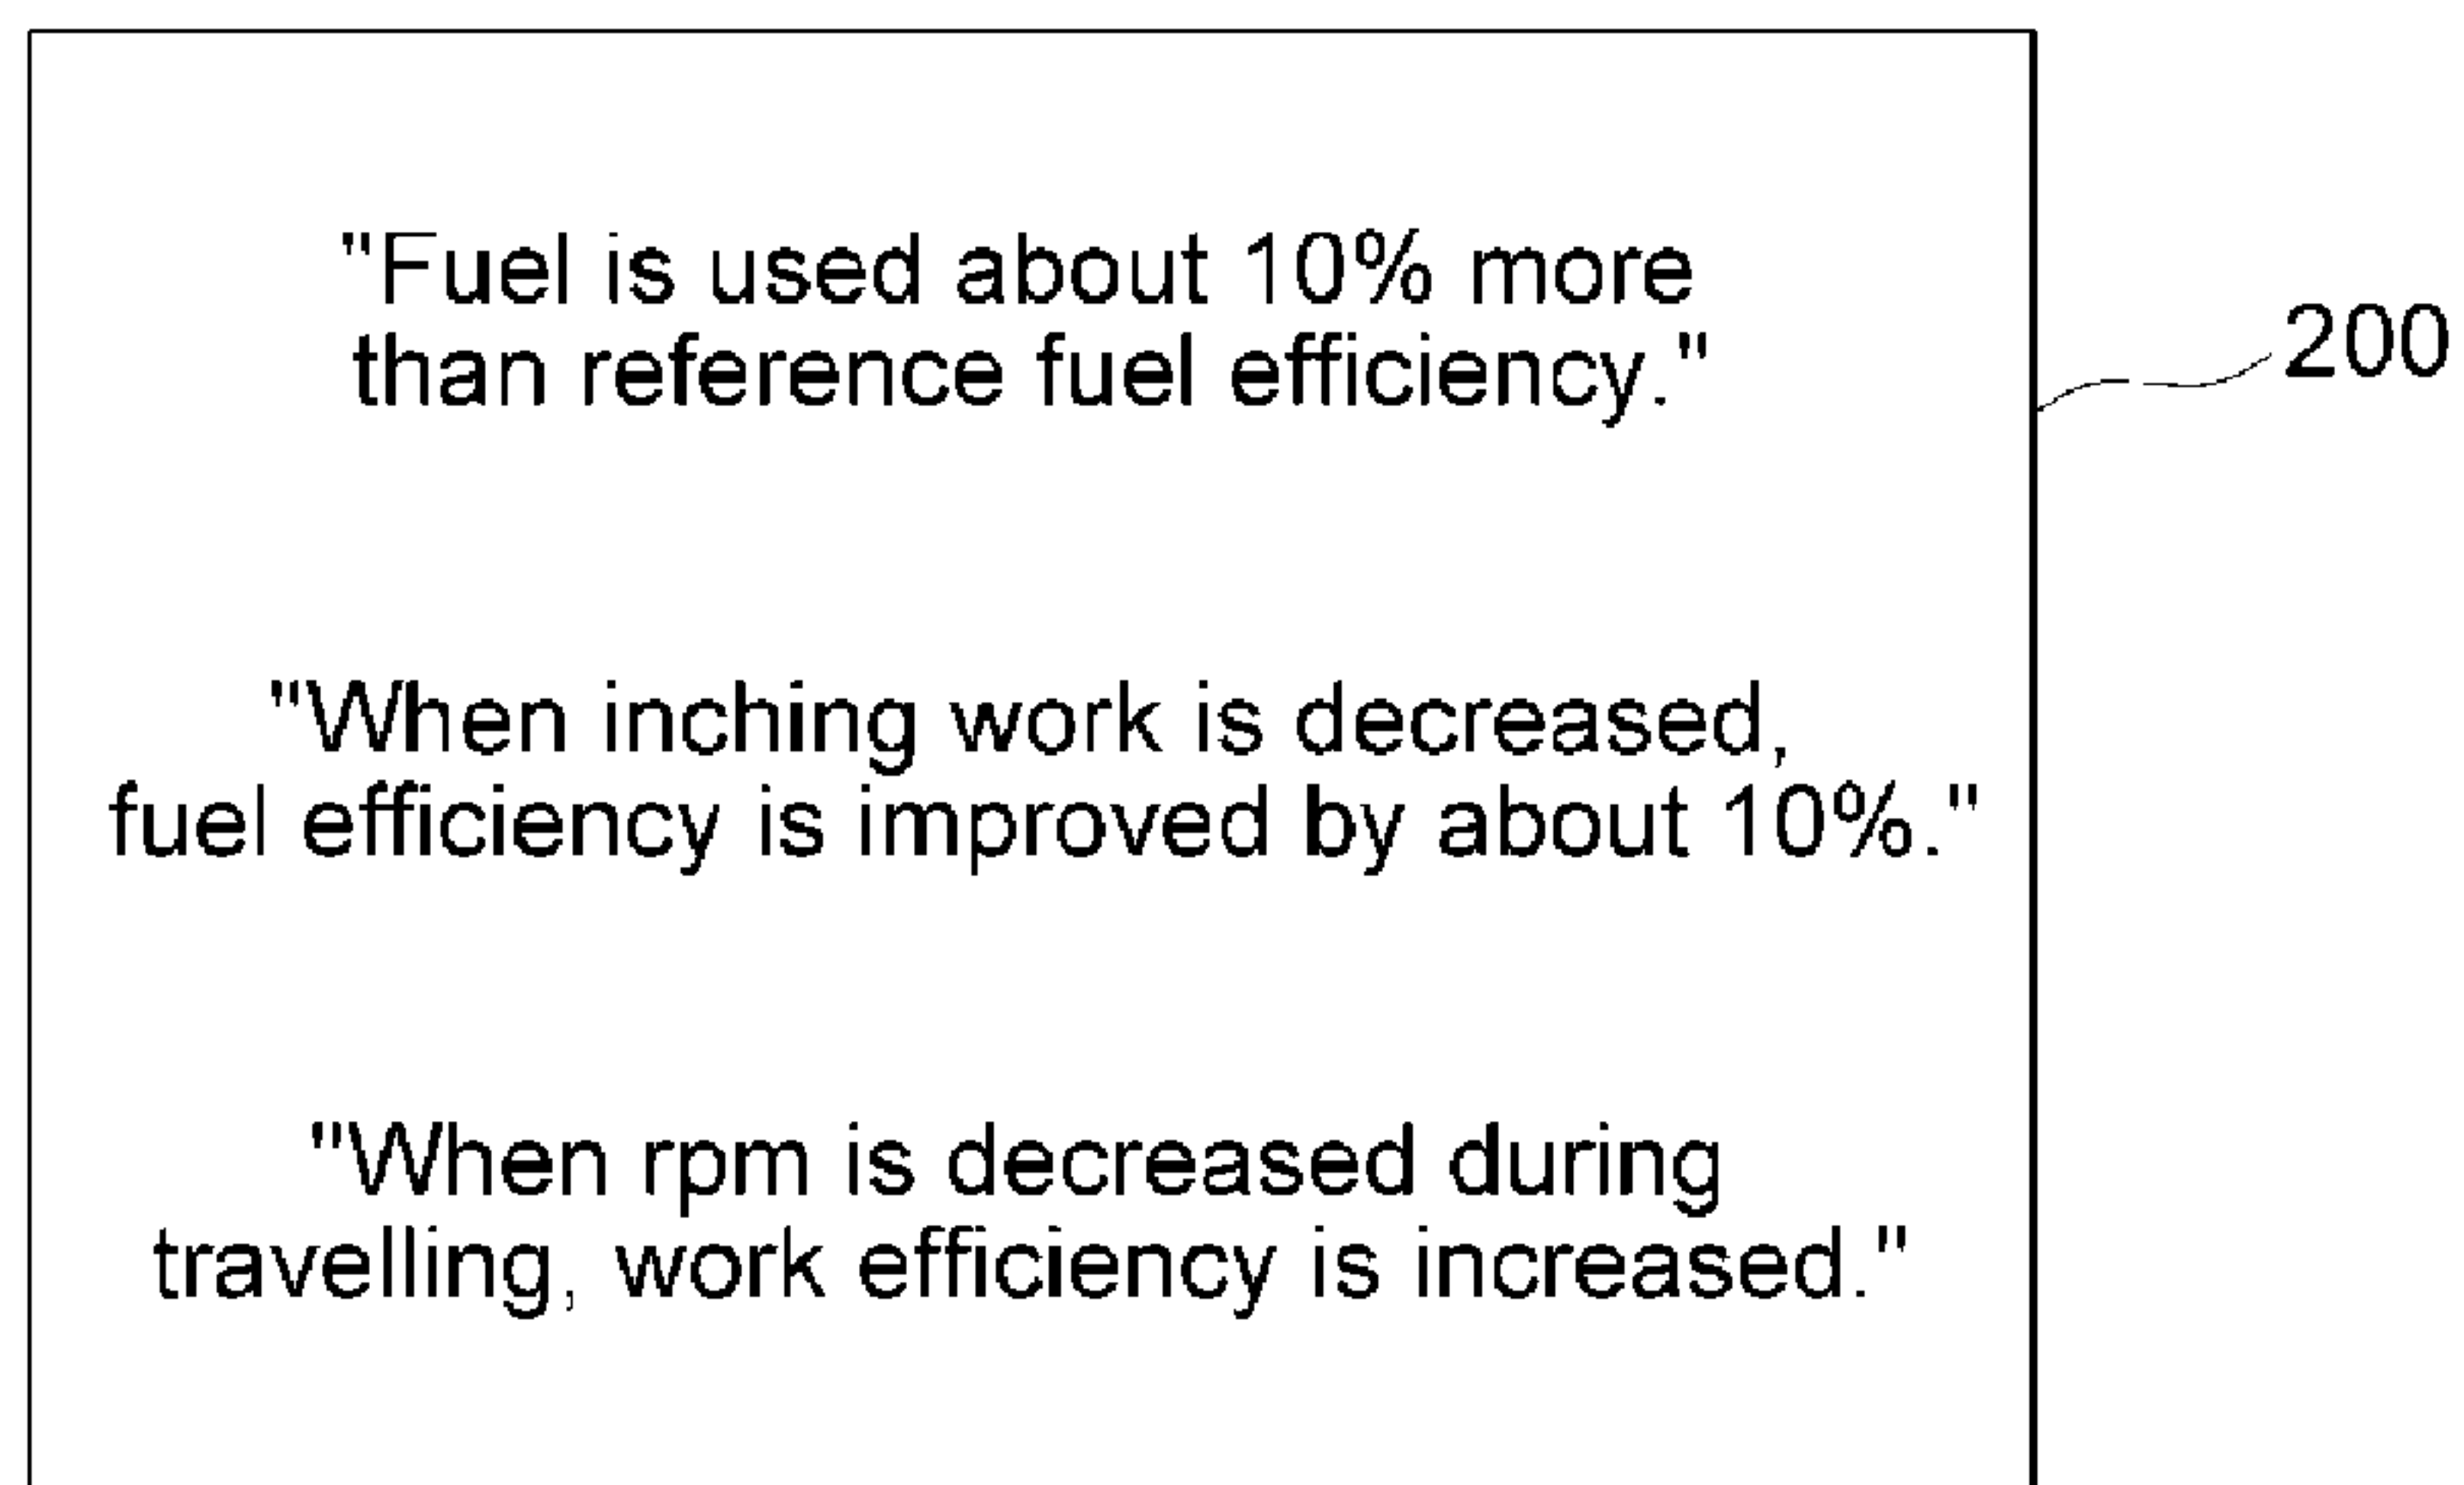 "Fuel is used about 10% more
than reference fuel efficiency."
200
"When inching work is decreased,
fuel efficiency is improved by about 10%."
"When rpm is decreased during
travelling, work efficiency is increased."